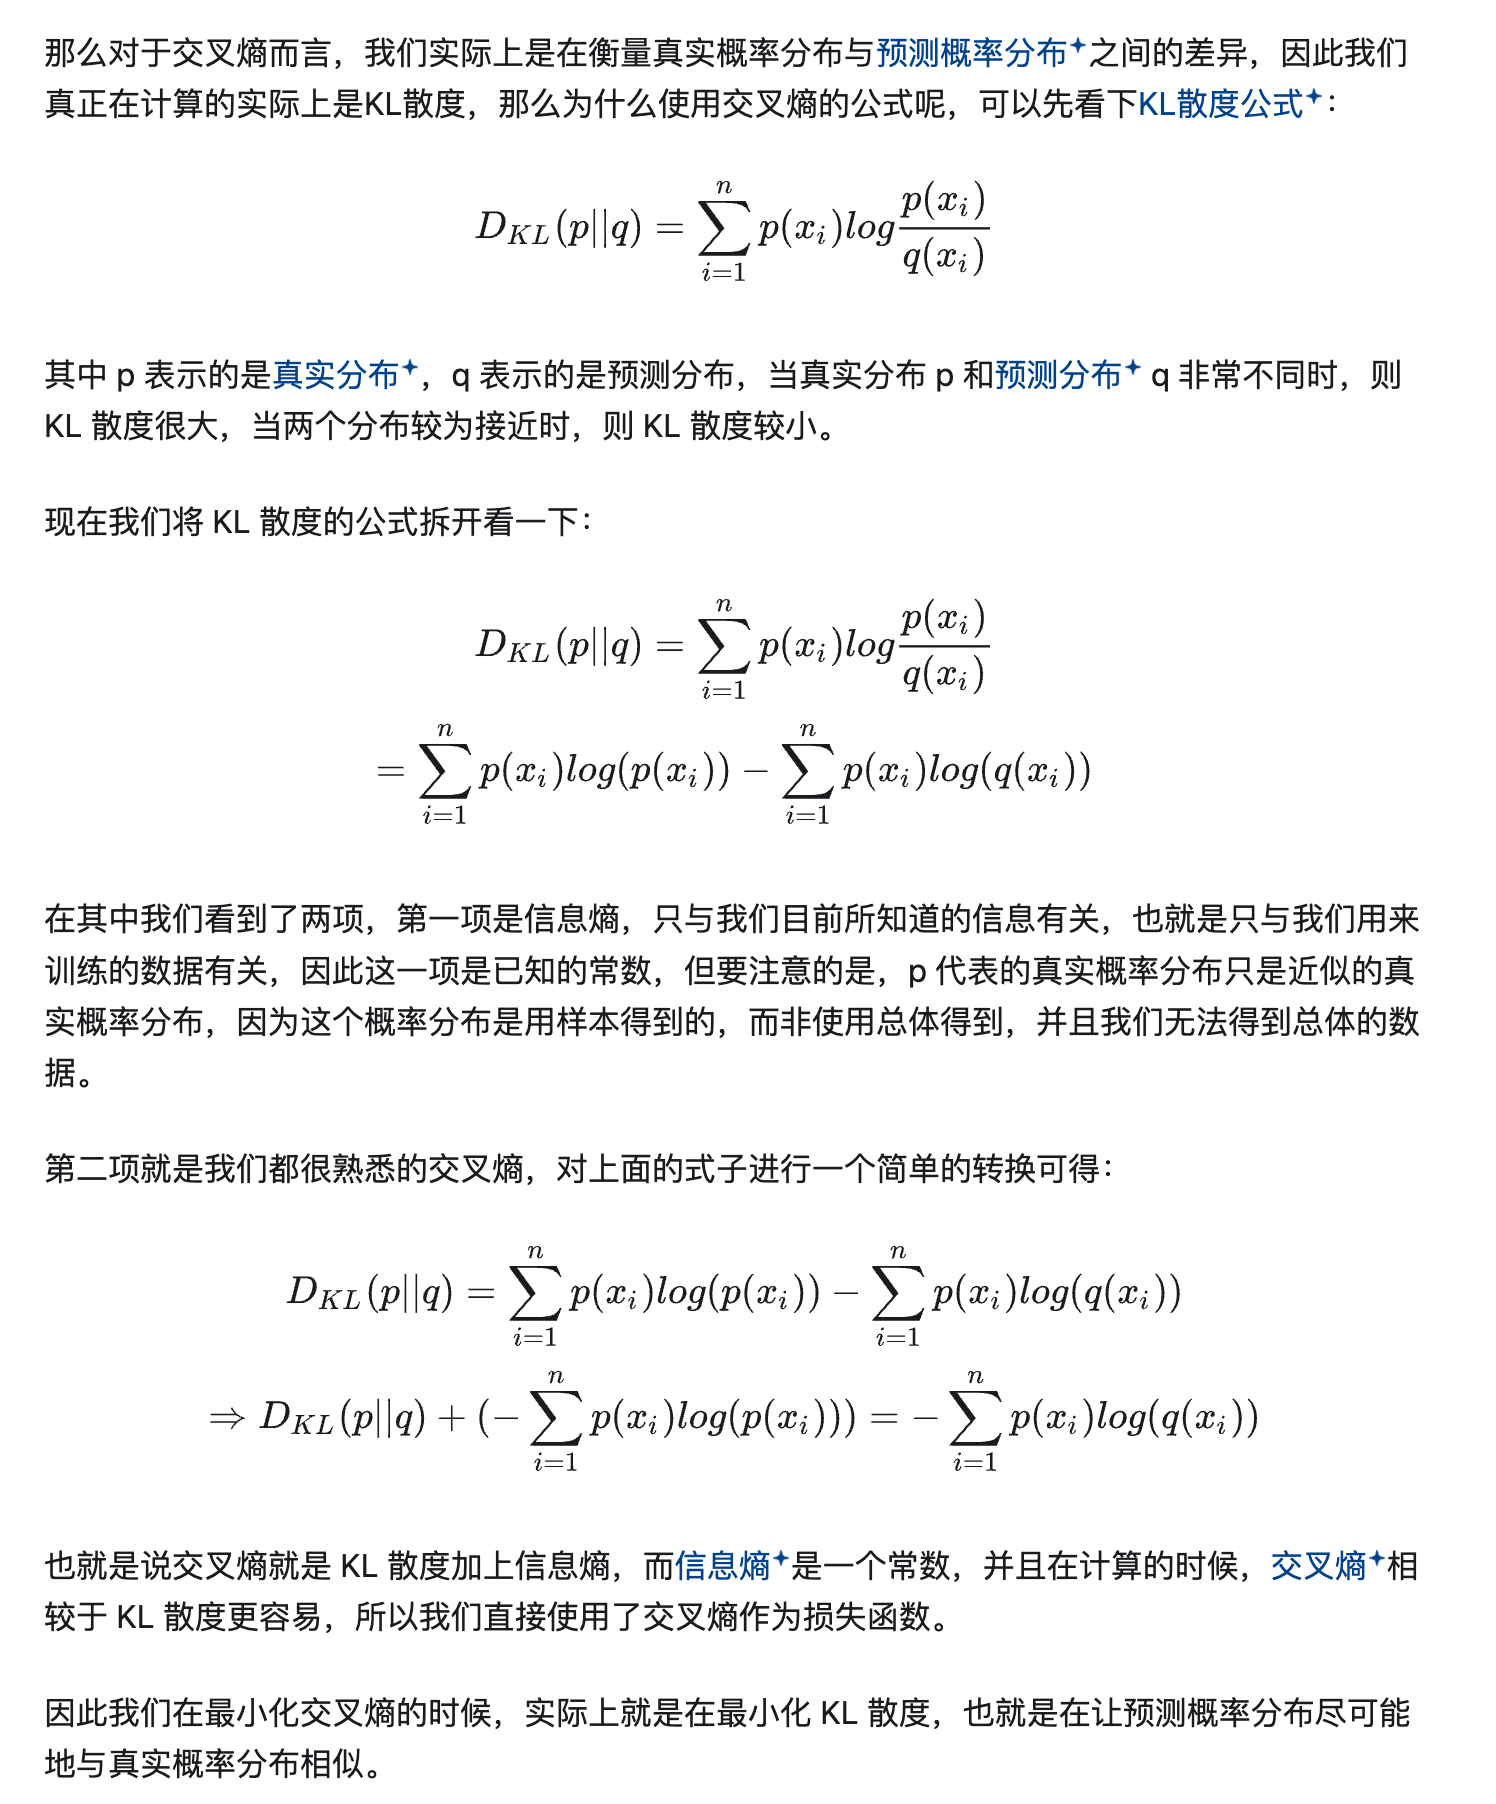 那么对于交叉熵而言，我们实际上是在衡量真实概率分布与预测概率分布之间的差异，因此我们
真正在计算的实际上是KL散度，那么为什么使用交叉熵的公式呢，可以先看下KL散度公式：
$D_{KL}(p||q) = \sum_{i=1}^{n} p(x_i)log\frac{p(x_i)}{q(x_i)}$
其中 p 表示的是真实分布，q 表示的是预测分布，当真实分布 p 和预测分布 q 非常不同时，则
KL 散度很大，当两个分布较为接近时，则 KL 散度较小。
现在我们将 KL 散度的公式拆开看一下：
$D_{KL}(p||q) = \sum_{i=1}^{n} p(x_i)log\frac{p(x_i)}{q(x_i)}$
$= \sum_{i=1}^{n} p(x_i)log(p(x_i)) - \sum_{i=1}^{n} p(x_i)log(q(x_i))$
在其中我们看到了两项，第一项是信息熵，只与我们目前所知道的信息有关，也就是只与我们用来
训练的数据有关，因此这一项是已知的常数，但要注意的是，p 代表的真实概率分布只是近似的真
实概率分布，因为这个概率分布是用样本得到的，而非使用总体得到，并且我们无法得到总体的数
据。
第二项就是我们都很熟悉的交叉熵，对上面的式子进行一个简单的转换可得：
$D_{KL}(p||q) = \sum_{i=1}^{n} p(x_i)log(p(x_i)) - \sum_{i=1}^{n} p(x_i)log(q(x_i))$
$\Rightarrow D_{KL}(p||q) + (-\sum_{i=1}^{n} p(x_i)log(p(x_i))) = -\sum_{i=1}^{n} p(x_i)log(q(x_i))$
也就是说交叉熵就是 KL 散度加上信息熵，而信息熵是一个常数，并且在计算的时候，交叉熵相
较于 KL 散度更容易，所以我们直接使用了交叉熵作为损失函数。
因此我们在最小化交叉熵的时候，实际上就是在最小化 KL 散度，也就是在让预测概率分布尽可能
地与真实概率分布相似。